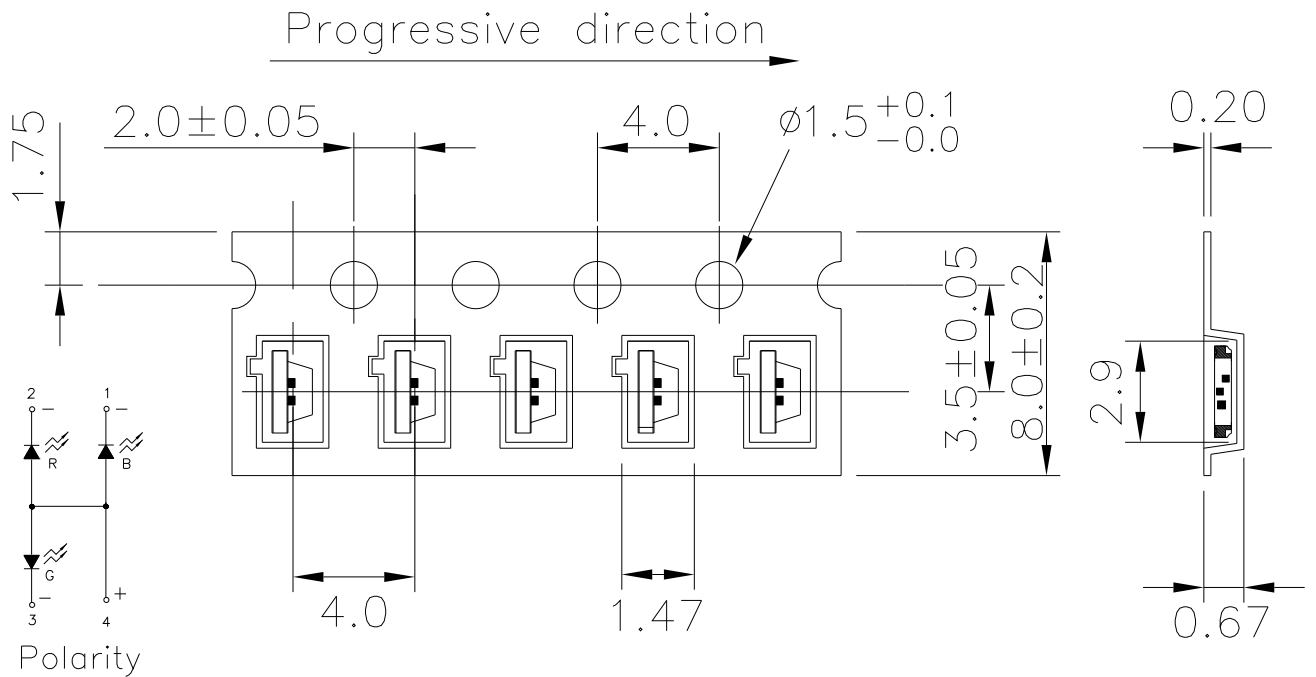 Progressive direction
2.0±0.05
4.0
ø1.5 +0.1 -0.0
0.20
1.75
3.5±0.05
8.0±0.2
2.9
2 − 1 −
R B
G
− +
3 4
4.0
1.47
0.67
Polarity